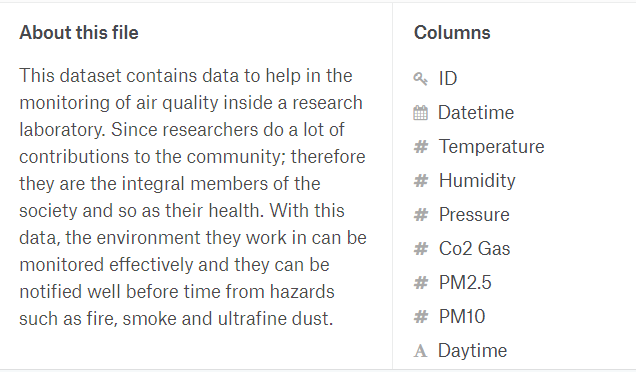 About this file
This dataset contains data to help in the
monitoring of air quality inside a research
laboratory. Since researchers do a lot of
contributions to the community; therefore
they are the integral members of the
society and so as their health. With this
data, the environment they work in can be
monitored effectively and they can be
notified well before time from hazards
such as fire, smoke and ultrafine dust.
Columns
ID
Datetime
# Temperature
# Humidity
# Pressure
# Co2 Gas
# PM2.5
# PM10
A Daytime